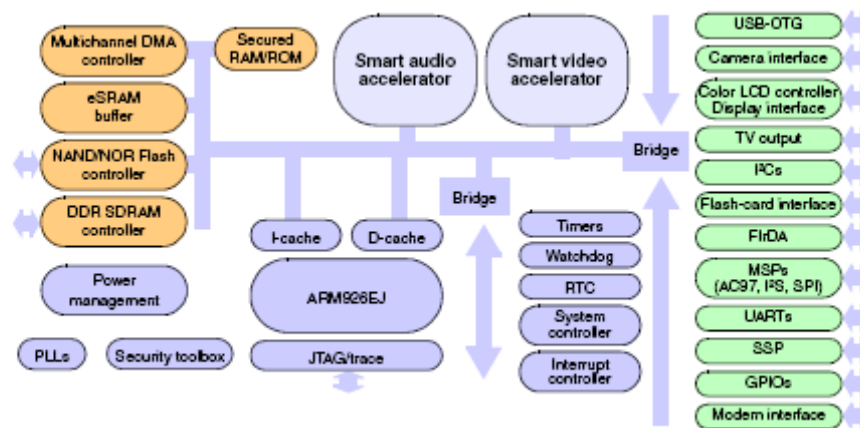 Multichannel DMA
controller
Secured
RAM/ROM
eSRAM
buffer
NAND/NOR Flash
controller
DDR SDRAM
controller
Power
management
PLLs
Security toolbox
Smart audio
accelerator
Smart video
accelerator
I-cache
D-cache
ARM926EJ
JTAG/trace
Bridge
Bridge
Timers
Watchdog
RTC
System
controller
Interrupt
controller
USB-OTG
Camera interface
Color LCD controller
Display interface
TV output
I²Cs
Flash-card interface
FIrDA
MSPs
(AC97, I²S, SPI)
UARTs
SSP
GPIOs
Modem interface